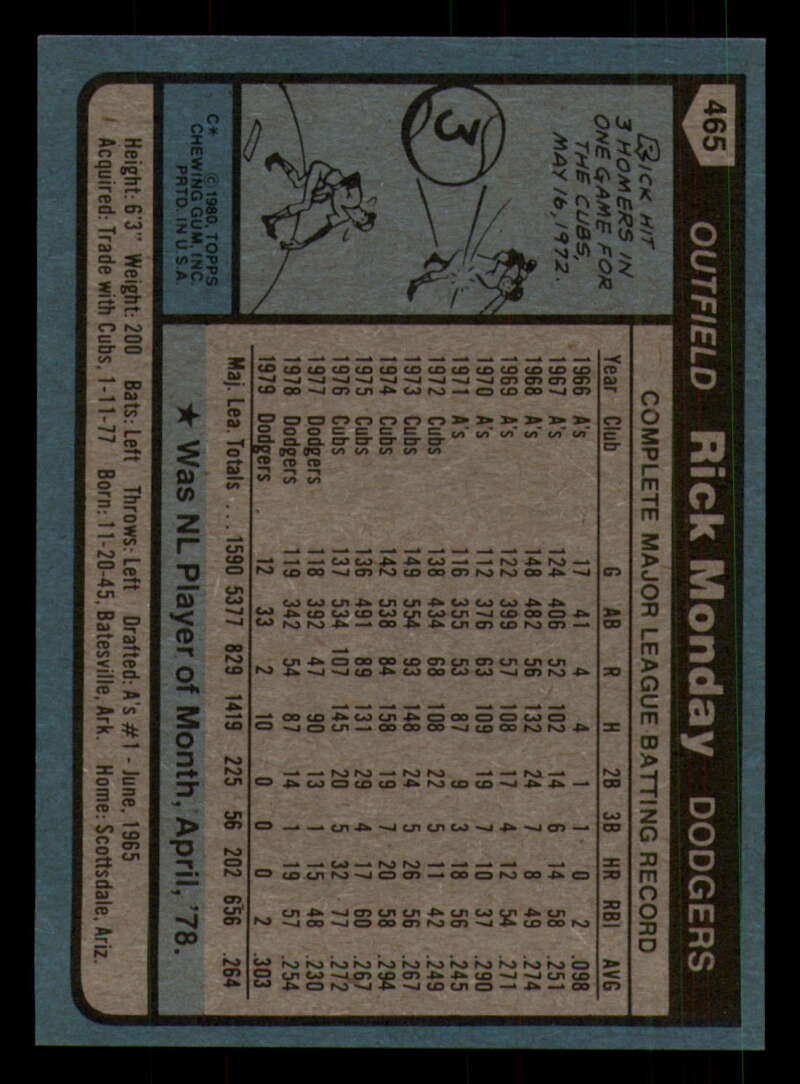 465
OUTFIELD Rick Monday DODGERS
RICK HIT
3 HOMERS IN
ONE GAME FOR
THE CUBS,
MAY 16, 1972.
3
C* © 1980, TOPPS
CHEWING GUM, INC.
PRTD. IN U.S.A.
COMPLETE MAJOR LEAGUE BATTING RECORD
Year Club G AB R H 2B 3B HR RBI AVG
1966 A's 17 41 4 4 1 1 0 2 .098
1967 A's 124 406 52 102 14 6 14 58 .251
1968 A's 148 482 56 132 24 7 8 49 .274
1969 A's 122 399 57 108 17 4 12 54 .271
1970 A's 112 376 63 109 19 7 10 37 .290
1971 A's 116 355 53 87 9 3 18 56 .245
1972 Cubs 138 434 68 108 22 5 11 42 .249
1973 Cubs 149 554 93 148 24 5 26 56 .267
1974 Cubs 142 538 84 158 19 7 20 58 .294
1975 Cubs 136 491 89 131 29 4 17 60 .267
1976 Cubs 137 534 107 145 20 5 32 77 .272
1977 Dodgers 118 392 47 90 13 1 15 48 .230
1978 Dodgers 119 342 54 87 14 1 19 57 .254
1979 Dodgers 12 33 2 10 0 0 0 2 .303
Maj. Lea Totals . . . 1590 5377 829 1419 225 56 202 656 .264
★ Was NL Player of Month, April, '78.
Height: 6'3" Weight: 200 Bats: Left Throws: Left Drafted: A's #1 - June, 1965
Acquired: Trade with Cubs, 1-11-77 Born: 11-20-45, Batesville, Ark. Home: Scottsdale, Ariz.